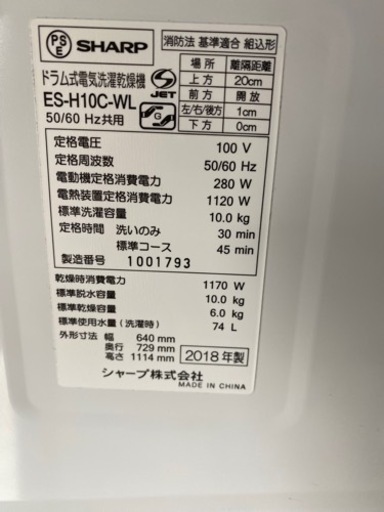 PS
E
SHARP
消防法 基準適合 組込形
場所 離隔距離
上方 20cm
前方 開放
左/右/後方 1cm
下方 0cm
ドラム式電気洗濯乾燥機
ES-H10C-WL
50/60 Hz共用
S
JET
G
定格電圧 100 V
定格周波数 50/60 Hz
電動機定格消費電力 280 W
電熱装置定格消費電力 1120 W
標準洗濯容量 10.0 kg
定格時間 洗いのみ 30 min
標準コース 45 min
製造番号 1001793
乾燥時消費電力 1170 W
標準脱水容量 10.0 kg
標準乾燥容量 6.0 kg
標準使用水量(洗濯時) 74 L
外形寸法 幅 640 mm
奥行 729 mm
高さ 1114 mm
2018年製
シャープ株式会社
MADE IN CHINA